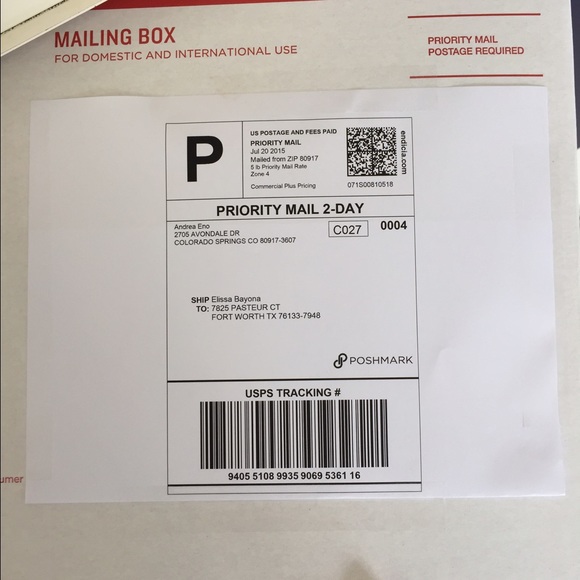 MAILING BOX
FOR DOMESTIC AND INTERNATIONAL USE
PRIORITY MAIL
POSTAGE REQUIRED
P
US POSTAGE AND FEES PAID
PRIORITY MAIL
Jul 20 2015
Mailed from ZIP 80917
5 lb Priority Mail Rate
Zone 4
Commercial Plus Pricing
071S00810518
endicia.com
PRIORITY MAIL 2-DAY
Andrea Eno
2705 AVONDALE DR
COLORADO SPRINGS CO 80917-3607
C027
0004
SHIP Elissa Bayona
TO: 7825 PASTEUR CT
FORT WORTH TX 76133-7948
POSHMARK
USPS TRACKING #
9405 5108 9935 9069 5361 16
umer